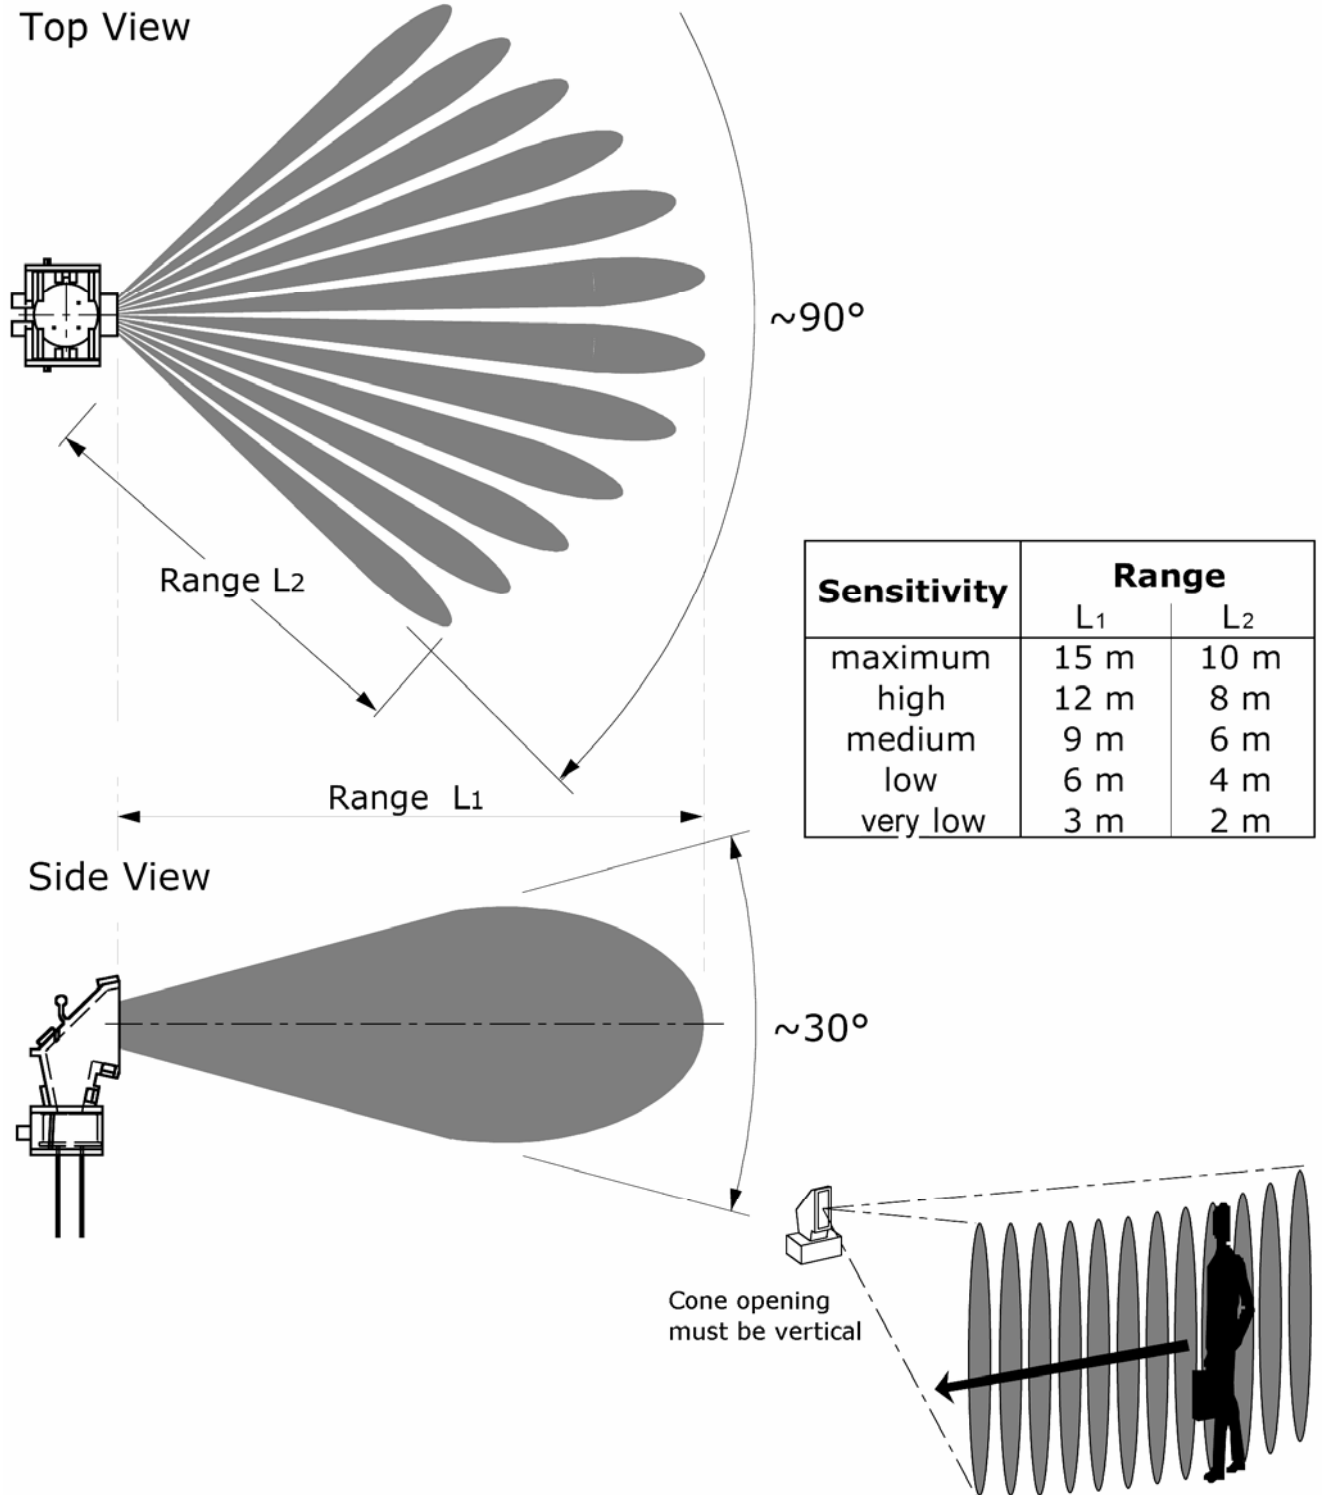 Top View
~90°
Range L2
Range L1
Sensitivity Range
L1 L2
maximum 15 m 10 m
high 12 m 8 m
medium 9 m 6 m
low 6 m 4 m
very low 3 m 2 m
Side View
~30°
Cone opening
must be vertical